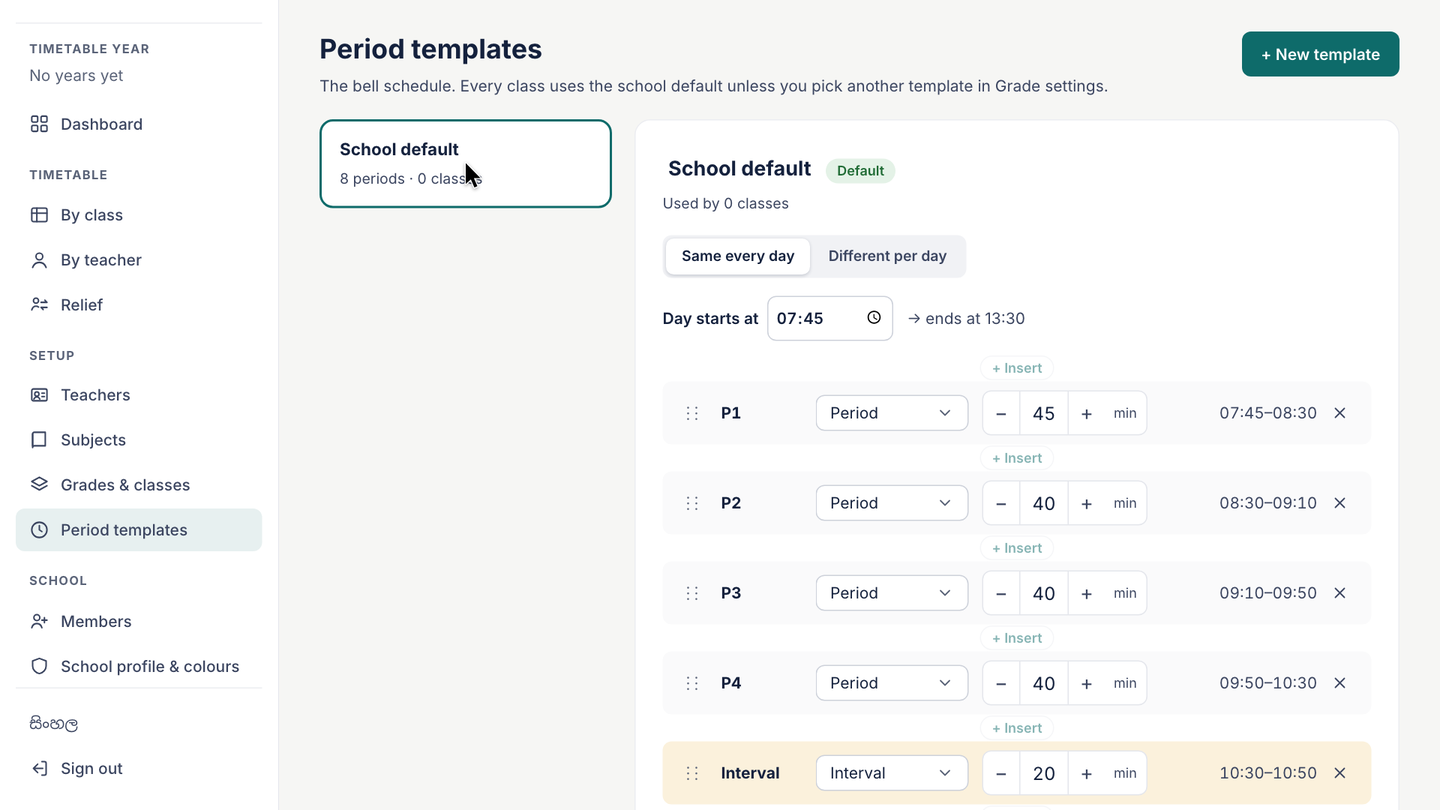 TIMETABLE YEAR
No years yet
Dashboard
TIMETABLE
By class
By teacher
Relief
SETUP
Teachers
Subjects
Grades & classes
Period templates
SCHOOL
Members
School profile & colours
සිංහල
Sign out
Period templates
+ New template
The bell schedule. Every class uses the school default unless you pick another template in Grade settings.
School default
8 periods · 0 classes
School default Default
Used by 0 classes
Same every day Different per day
Day starts at 07:45 → ends at 13:30
+ Insert
P1 Period − 45 + min 07:45–08:30 ×
+ Insert
P2 Period − 40 + min 08:30–09:10 ×
+ Insert
P3 Period − 40 + min 09:10–09:50 ×
+ Insert
P4 Period − 40 + min 09:50–10:30 ×
+ Insert
Interval Interval − 20 + min 10:30–10:50 ×